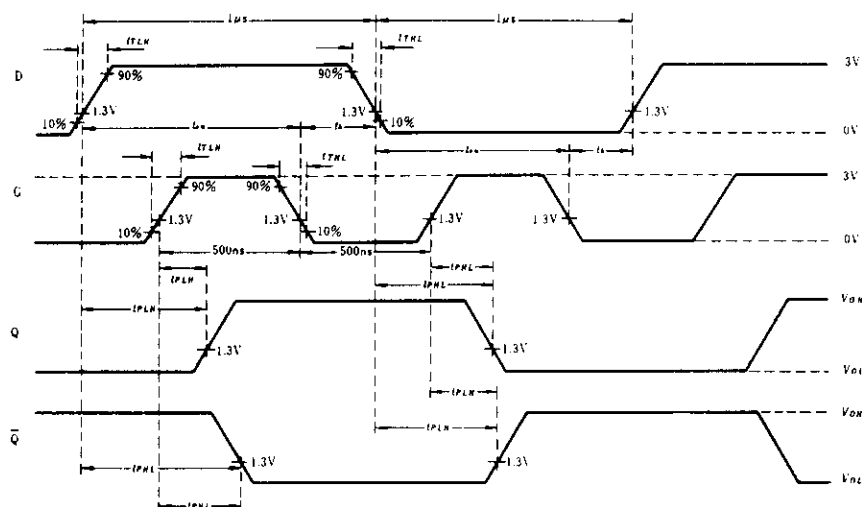 1μs 1μs
tTLH tTHL
D 90% 90% 3V
10% 1.3V 1.3V 10% 1.3V
tsu th 0V
tTLH tTHL tsu th
G 90% 90% 3V
10% 1.3V 1.3V 10% 1.3V 1.3V
500ns 500ns 0V
tPLH tPHL
tPLH tPHL
Q VOH
1.3V 1.3V
VOL
tPLH
Q̅ tPLH VOH
tPHL 1.3V 1.3V
tPHL VOL